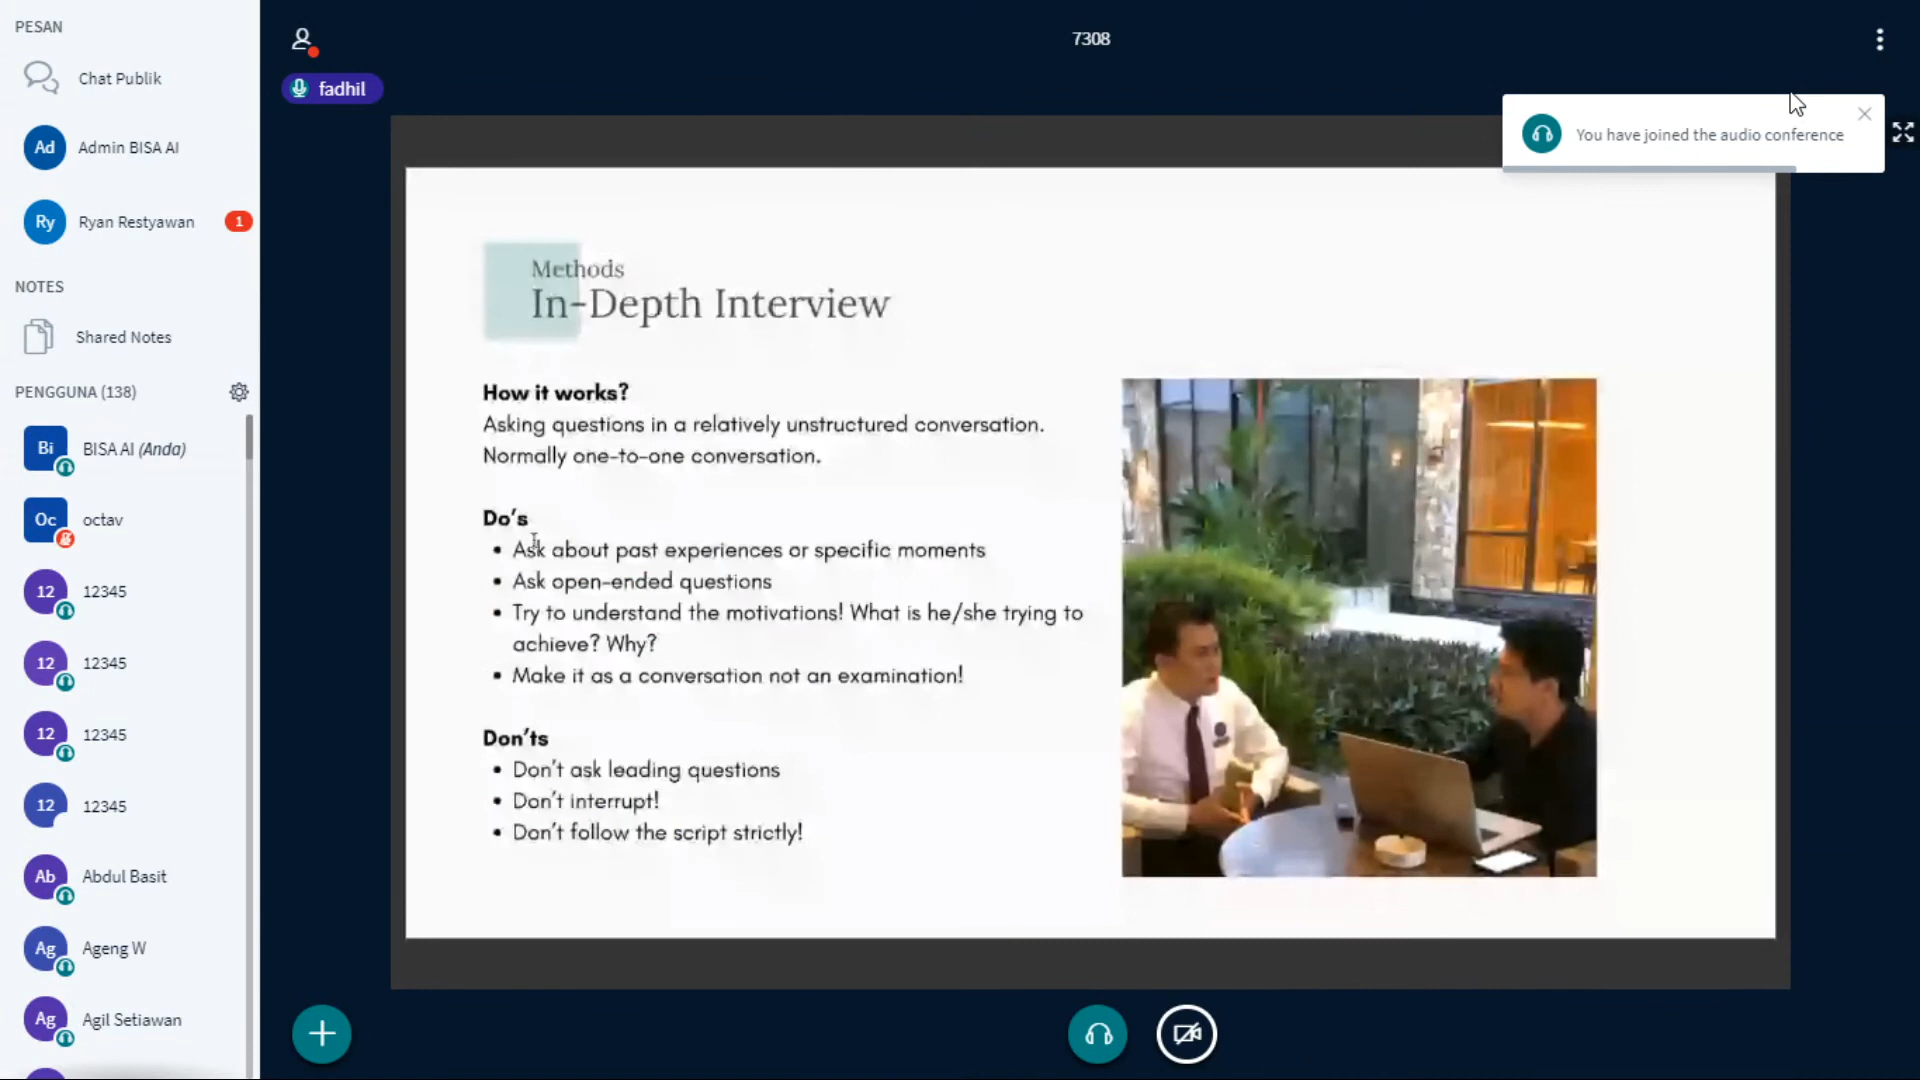 PESAN
Chat Publik
Ad
Admin BISA AI
Ry
Ryan Restyawan
1
NOTES
Shared Notes
PENGGUNA (138)
Bi
BISA AI (Anda)
Oc
octav
12
12345
12
12345
12
12345
12
12345
Ab
Abdul Basit
Ag
Ageng W
Ag
Agil Setiawan
7308
fadhil
You have joined the audio conference
Methods
In-Depth Interview
How it works?
Asking questions in a relatively unstructured conversation.
Normally one-to-one conversation.
Do's
• Ask about past experiences or specific moments
• Ask open-ended questions
• Try to understand the motivations! What is he/she trying to
achieve? Why?
• Make it as a conversation not an examination!
Don'ts
• Don't ask leading questions
• Don't interrupt!
• Don't follow the script strictly!